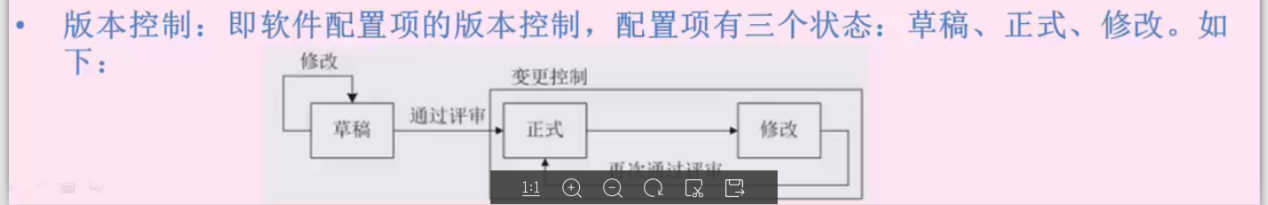 • 版本控制：即软件配置项的版本控制，配置项有三个状态：草稿、正式、修改。如
下：
修改
变更控制
草稿
通过评审
正式
修改
再次通过评审
1:1